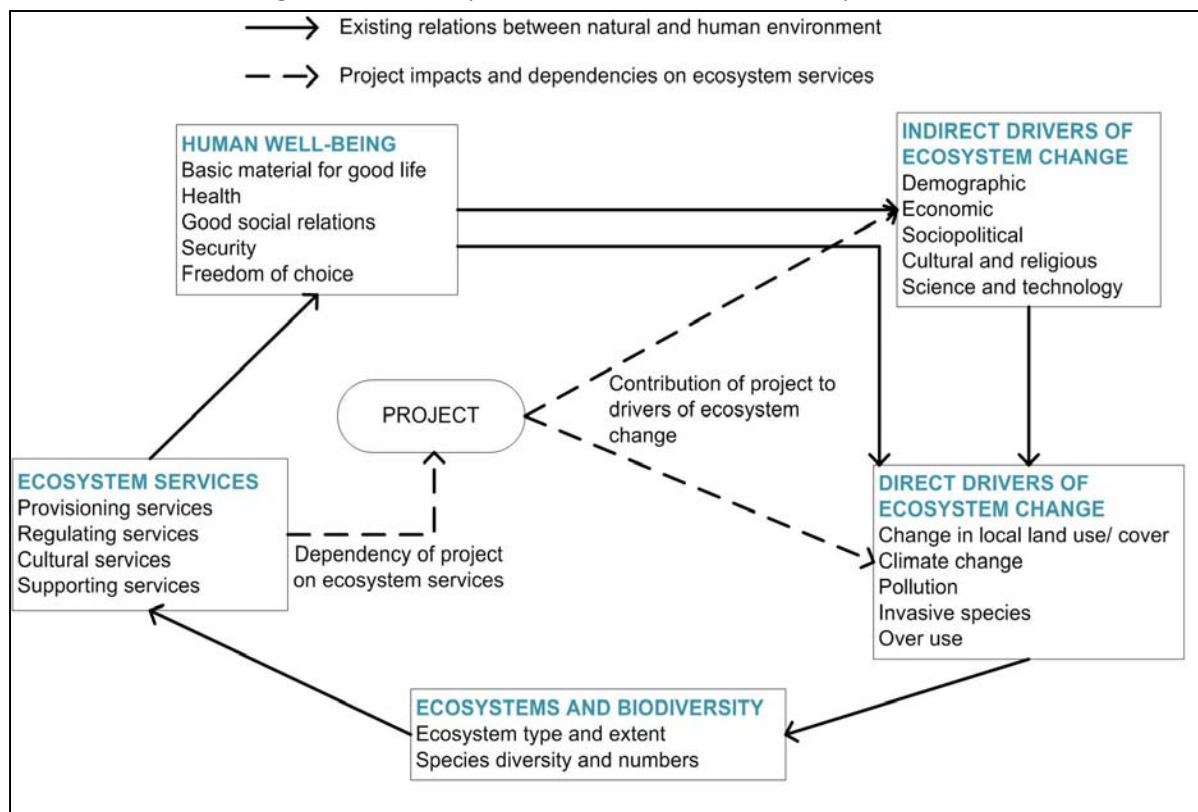 Existing relations between natural and human environment
Project impacts and dependencies on ecosystem services
HUMAN WELL-BEING
Basic material for good life
Health
Good social relations
Security
Freedom of choice
INDIRECT DRIVERS OF
ECOSYSTEM CHANGE
Demographic
Economic
Sociopolitical
Cultural and religious
Science and technology
PROJECT
Contribution of project to
drivers of ecosystem
change
ECOSYSTEM SERVICES
Provisioning services
Regulating services
Cultural services
Supporting services
Dependency of project
on ecosystem services
DIRECT DRIVERS OF
ECOSYSTEM CHANGE
Change in local land use/ cover
Climate change
Pollution
Invasive species
Over use
ECOSYSTEMS AND BIODIVERSITY
Ecosystem type and extent
Species diversity and numbers